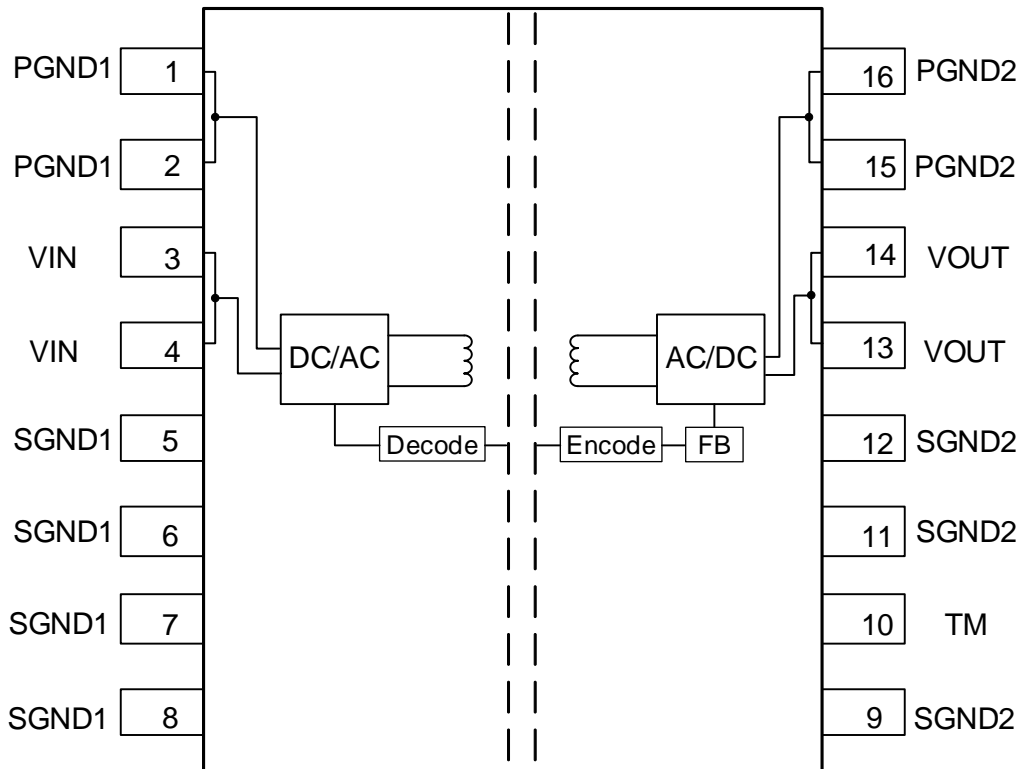 PGND1 1
PGND1 2
VIN 3
VIN 4
SGND1 5
SGND1 6
SGND1 7
SGND1 8
DC/AC
Decode
AC/DC
Encode
FB
16 PGND2
15 PGND2
14 VOUT
13 VOUT
12 SGND2
11 SGND2
10 TM
9 SGND2